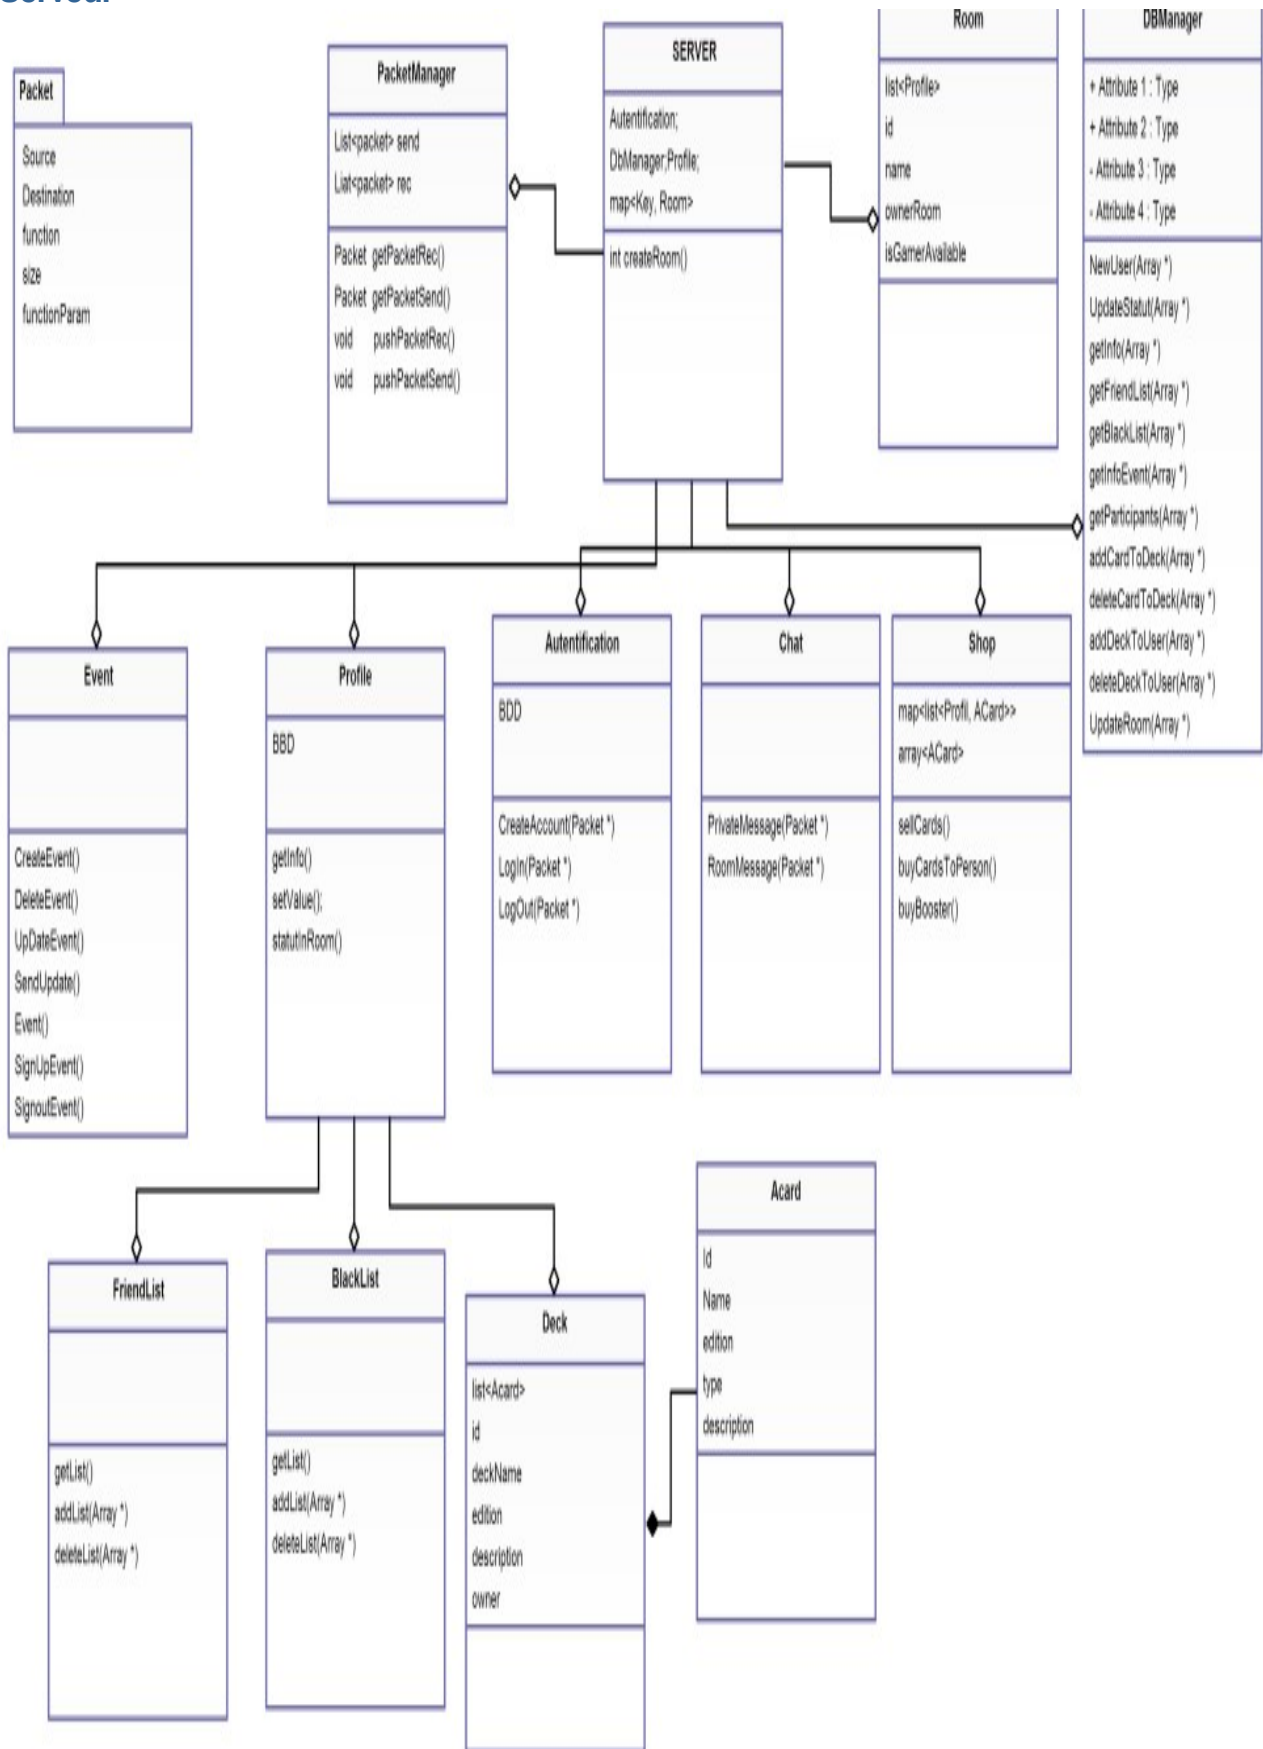 Serveur
Packet
Source
Destination
function
size
functionParam
PacketManager
List<packet> send
Liat<packet> rec
Packet getPacketRec()
Packet getPacketSend()
void pushPacketRec()
void pushPacketSend()
SERVER
Autentification;
DbManager;Profile;
map<Key, Room>
int createRoom()
Room
list<Profile>
id
name
ownerRoom
isGamerAvailable
DBManager
+ Attribute 1 : Type
+ Attribute 2 : Type
- Attribute 3 : Type
- Attribute 4 : Type
NewUser(Array *)
UpdateStatut(Array *)
getInfo(Array *)
getFriendList(Array *)
getBlackList(Array *)
getInfoEvent(Array *)
getParticipants(Array *)
addCardToDeck(Array *)
deleteCardToDeck(Array *)
addDeckToUser(Array *)
deleteDeckToUser(Array *)
UpdateRoom(Array *)
Event
CreateEvent()
DeleteEvent()
UpDateEvent()
SendUpdate()
Event()
SignUpEvent()
SignoutEvent()
Profile
BBD
getInfo()
setValue();
statutInRoom()
Autentification
BDD
CreateAccount(Packet *)
LogIn(Packet *)
LogOut(Packet *)
Chat
PrivateMessage(Packet *)
RoomMessage(Packet *)
Shop
map<list<Profil, ACard>>
array<ACard>
sellCards()
buyCardsToPerson()
buyBooster()
FriendList
getList()
addList(Array *)
deleteList(Array *)
BlackList
getList()
addList(Array *)
deleteList(Array *)
Deck
list<Acard>
id
deckName
edition
description
owner
Acard
Id
Name
edition
type
description